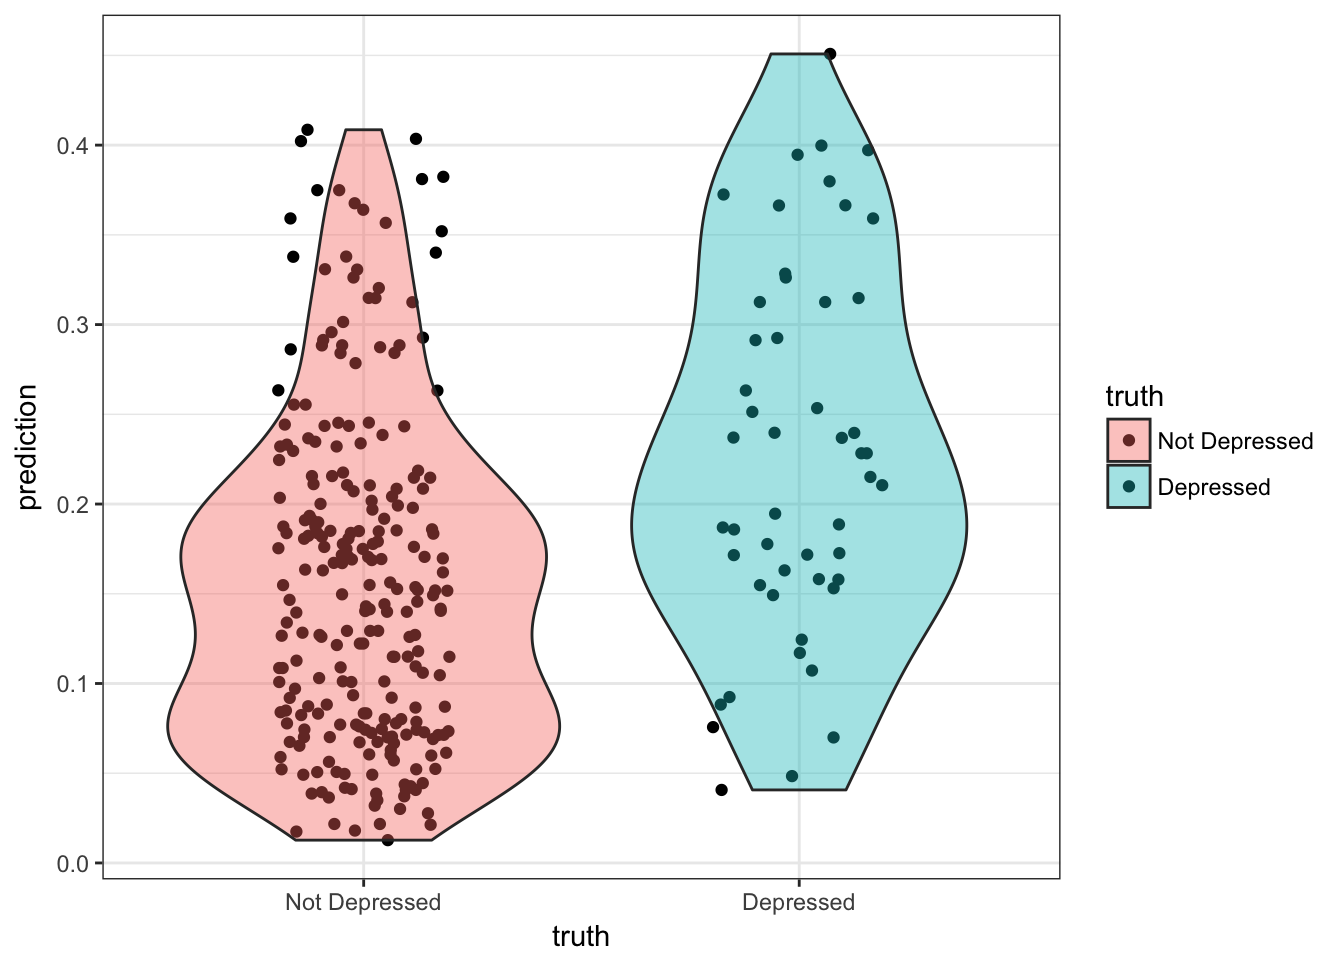 prediction
0.4
0.3
0.2
0.1
0.0
Not Depressed
Depressed
truth
truth
Not Depressed
Depressed